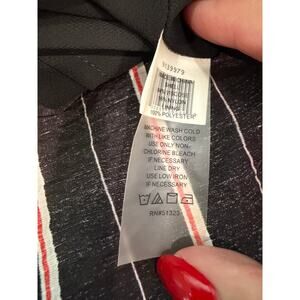 MADE IN CHINA
SHELL
LINING
100% POLYESTER
MACHINE WASH COLD
WITH LIKE COLORS
USE ONLY NON-
CHLORINE BLEACH
IF NECESSARY
LINE DRY
USE LOW IRON
IF NECESSARY